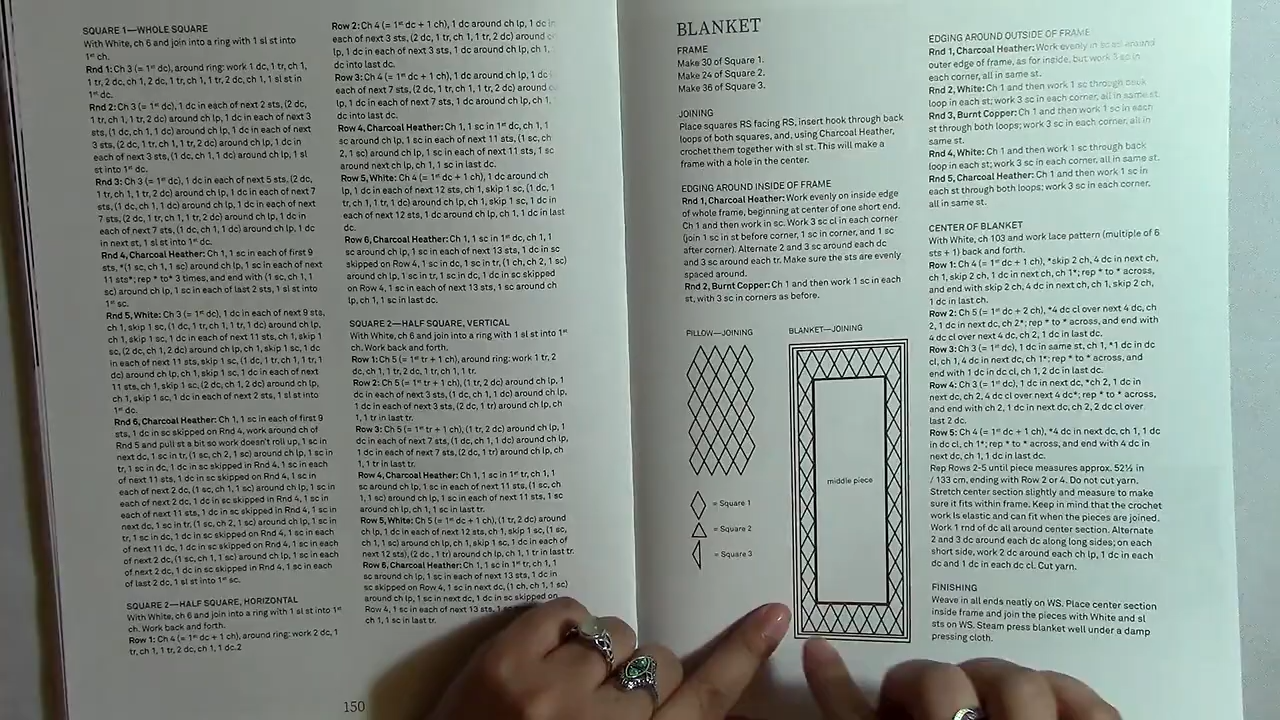 SQUARE 1—WHOLE SQUARE
With White, ch 6 and join into a ring with 1 sl st into
1st ch.
Rnd 1: Ch 3 (= 1st dc), around ring: work 1 dc, 1 tr, ch 1,
1 tr, 2 dc, ch 1, 2 dc, 1 tr, ch 1, 1 tr, 2 dc, ch 1, 1 sl st in
1st dc.
Rnd 2: Ch 3 (= 1st dc), 1 dc in each of next 2 sts, (2 dc,
1 tr, ch 1, 1 tr, 2 dc) around ch lp, 1 dc in each of next 3
sts, (1 dc, ch 1, 1 dc) around ch lp, 1 dc in each of next
3 sts, (2 dc, 1 tr, ch 1, 1 tr, 2 dc) around ch lp, 1 dc in
each of next 3 sts, (1 dc, ch 1, 1 dc) around ch lp, 1 sl
st into 1st dc.
Rnd 3: Ch 3 (= 1st dc), 1 dc in each of next 5 sts, (2 dc,
1 tr, ch 1, 1 tr, 2 dc) around ch lp, 1 dc in each of next 7
sts, (1 dc, ch 1, 1 dc) around ch lp, 1 dc in each of next
7 sts, (2 dc, 1 tr, ch 1, 1 tr, 2 dc) around ch lp, 1 dc in
each of next 7 sts, (1 dc, ch 1, 1 dc) around ch lp, 1 dc
in next st, 1 sl st into 1st dc.
Rnd 4, Charcoal Heather: Ch 1, 1 sc in each of first 9
sts, *(1 sc, ch 1, 1 sc) around ch lp, 1 sc in each of next
11 sts*; rep * to * 3 times, and end with (1 sc, ch 1, 1
sc) around ch lp, 1 sc in each of last 2 sts, 1 sl st into
1st sc.
Rnd 5, White: Ch 3 (= 1st dc), 1 dc in each of next 9 sts,
ch 1, skip 1 sc, (1 dc, 1 tr, ch 1, 1 tr, 1 dc) around ch
lp, ch 1, skip 1 sc, 1 dc in each of next 11 sts, ch 1, skip
1 sc, (2 dc, ch 1, 2 dc) around ch lp, ch 1, skip 1 sc, 1 dc
in each of next 11 sts, skip 1 sc, (1 dc, 1 tr, ch 1, 1 tr, 1
dc) around ch lp, ch 1, skip 1 sc, 1 dc in each of next
11 sts, ch 1, skip 1 sc, (2 dc, ch 1, 2 dc) around ch lp,
ch 1, skip 1 sc, 1 dc in each of next 2 sts, 1 sl st into
1st dc.
Rnd 6, Charcoal Heather: Ch 1, 1 sc in each of first 9
sts, 1 dc in sc skipped on Rnd 4, work around ch of
Rnd 5 and pull st a bit so work doesn't roll up, 1 sc in
next dc, 1 sc in tr, (1 sc, ch 2, 1 sc) around ch lp, 1 sc in
tr, 1 sc in next dc, 1 dc in sc skipped in Rnd 4, 1 sc in each
of next 11 sts, 1 dc in sc skipped in Rnd 4, 1 sc in each
of next 2 dc, (1 sc, ch 1, 1 sc) around ch lp, 1 sc in
each of next 2 dc, 1 dc in sc skipped in Rnd 4, 1 sc in
each of next 11 dc, 1 dc in sc skipped in Rnd 4, 1 sc in
next dc, 1 sc in tr, (1 sc, ch 2, 1 sc) around ch lp, 1 sc in
tr, 1 sc in next dc, 1 dc in sc skipped in Rnd 4, 1 sc in each
of next 11 dc, 1 dc in sc skipped on Rnd 4, 1 sc in each
of next 2 dc, (1 sc, ch 1, 1 sc) around ch lp, 1 sc in each
of next 2 dc, 1 dc in sc skipped in Rnd 4, 1 sc in each
of last 2 dc, 1 sl st into 1st sc.
SQUARE 2—HALF SQUARE, HORIZONTAL
With White, ch 6 and join into a ring with 1 sl st into 1st
ch. Work back and forth.
Row 1: Ch 4 (= 1st dc + 1 ch), around ring: work 2 dc, 1
tr, ch 1, 1 tr, 2 dc, ch 1, 1 dc.2
150
Row 2: Ch 4 (= 1st dc + 1 ch), 1 dc around ch lp, 1 dc in
each of next 3 sts, (2 dc, 1 tr, ch 1, 1 tr, 2 dc) around c
lp, 1 dc in each of next 3 sts, 1 dc around ch lp, ch 1,
dc into last dc.
Row 3: Ch 4 (= 1st dc + 1 ch), 1 dc around ch lp, 1 dc
each of next 7 sts, (2 dc, 1 tr, ch 1, 1 tr, 2 dc) around
lp, 1 dc in each of next 7 sts, 1 dc around ch lp, ch 1,
dc into last dc.
Row 4, Charcoal Heather: Ch 1, 1 sc in dc, ch 1, 1
sc around ch lp, 1 sc in each of next 11 sts, (1 sc, ch
2, 1 sc) around ch lp, 1 sc in each of next 11 sts, 1 sc
around next ch lp, ch 1, 1 sc in last dc.
Row 5, White: Ch 4 (= 1st dc + 1 ch), 1 dc around ch
lp, 1 dc in each of next 12 sts, ch 1, skip 1 sc, (1 dc, 1
tr, ch 1, 1 tr, 1 dc) around ch lp, ch 1, skip 1 sc, 1 dc in
each of next 12 sts, 1 dc around ch lp, ch 1, 1 dc in last
dc.
Row 6, Charcoal Heather: Ch 1, 1 sc in 1st dc, ch 1, 1 sc
around ch lp, 1 sc in each of next 13 sts, 1 dc in sc
skipped on Row 4, 1 sc in dc, 1 sc in tr, (1 ch, ch 2, 1 sc)
around ch lp, 1 sc in tr, 1 sc in dc, 1 dc in sc skipped
on Row 4, 1 sc in each of next 13 sts, 1 sc around ch
lp, ch 1, 1 sc in last dc.
SQUARE 2—HALF SQUARE, VERTICAL
With White, ch 6 and join into a ring with 1 sl st into 1st
ch. Work back and forth.
Row 1: Ch 5 (= 1st tr + 1 ch), around ring: work 1 tr, 2
dc, ch 1, 1 tr, 1 tr, ch 1, 1 tr.
Row 2: Ch 5 (= 1st tr + 1 ch), (1 tr, 2 dc) around ch lp, 1
dc in each of next 3 sts, (1 dc, ch 1, 1 dc) around ch lp,
1 dc in each of next 3 sts, (2 dc, 1 tr) around ch lp, ch
1, 1 tr in last tr.
Row 3: Ch 5 (= 1st tr + 1 ch), (1 tr, 2 dc) around ch lp, 1
dc in each of next 7 sts, (1 dc, ch 1, 1 dc) around ch lp,
1 dc in each of next 7 sts, (2 dc, 1 tr) around ch lp, ch
1, 1 tr in last tr.
Row 4, Charcoal Heather: Ch 1, 1 sc in 1st tr, ch 1, 1
sc around ch lp, 1 sc in each of next 11 sts, (1 sc, ch
1, 1 sc) around ch lp, 1 sc in each of next 11 sts, 1 sc
around ch lp, ch 1, 1 sc in last tr.
Row 5, White: Ch 5 (= 1st dc + 1 ch), (1 tr, 2 dc) around
ch lp, 1 dc in each of next 12 sts, ch 1, skip 1 sc, (1 sc,
ch 1, 1 sc) around ch lp, ch 1, skip 1 sc, 1 dc in each of
next 12 sts), (2 dc, 1 tr) around ch lp, ch 1, 1 tr in last tr.
Row 6, Charcoal Heather: Ch 1, 1 sc in 1st tr, ch 1, 1
sc around ch lp, 1 sc in each of next 13 sts, 1 dc in
sc skipped on Row 4, 1 sc in next dc, (1 ch, ch 1, 1 sc)
around ch lp, 1 sc in next dc, 1 dc in sc skipped on
Row 4, 1 sc in each of next 13 sts, 1 sc
ch 1, 1 sc in last tr.
BLANKET
FRAME
Make 30 of Square 1.
Make 24 of Square 2.
Make 36 of Square 3.
JOINING
Place squares RS facing RS, insert hook through back
loops of both squares, and, using Charcoal Heather,
crochet them together with sl st. This will make a
frame with a hole in the center.
EDGING AROUND INSIDE OF FRAME
Rnd 1, Charcoal Heather: Work evenly on inside edge
of whole frame, beginning at center of one short end.
Ch 1 and then work in sc. Work 3 sc cl in each corner
(join 1 sc in st before corner, 1 sc in corner, and 1 sc
after corner). Alternate 2 and 3 sc around each dc
and 3 sc around each tr. Make sure the sts are evenly
spaced around.
Rnd 2, Burnt Copper: Ch 1 and then work 1 sc in each
st, with 3 sc in corners as before.
PILLOW—JOINING
BLANKET—JOINING
middle piece
= Square 1
= Square 2
= Square 3
EDGING AROUND OUTSIDE OF FRAME
Rnd 1, Charcoal Heather: Work evenly in sc all around
outer edge of frame, as for inside, but work 3 sc in
each corner, all in same st.
Rnd 2, White: Ch 1 and then work 1 sc through back
loop in each st; work 3 sc in each corner, all in same st.
Rnd 3, Burnt Copper: Ch 1 and then work 1 sc in each
st through both loops; work 3 sc in each corner, all in
same st.
Rnd 4, White: Ch 1 and then work 1 sc through back
loop in each st; work 3 sc in each corner, all in same st.
Rnd 5, Charcoal Heather: Ch 1 and then work 1 sc in
each st through both loops; work 3 sc in each corner,
all in same st.
CENTER OF BLANKET
With White, ch 103 and work lace pattern (multiple of 6
sts + 1) back and forth.
Row 1: Ch 4 (= 1st dc + 1 ch), *skip 2 ch, 4 dc in next ch,
ch 1, skip 2 ch, 1 dc in next ch, ch 1*; rep * to * across,
and end with skip 2 ch, 4 dc in next ch, ch 1, skip 2 ch,
1 dc in last ch.
Row 2: Ch 5 (= 1st dc + 2 ch), *4 dc cl over next 4 dc, ch
2, 1 dc in next dc, ch 2*; rep * to * across, and end with
4 dc cl over next 4 dc, ch 2, 1 dc in last dc.
Row 3: Ch 3 (= 1st dc), 1 dc in same st, ch 1, *1 dc in dc
cl, ch 1, 4 dc in next dc, ch 1*; rep * to * across, and
end with 1 dc in dc cl, ch 1, 2 dc in last dc.
Row 4: Ch 3 (= 1st dc), 1 dc in next dc, *ch 2, 1 dc in
next dc, ch 2, 4 dc cl over next 4 dc*; rep * to * across,
and end with ch 2, 1 dc in next dc, ch 2, 2 dc cl over
last 2 dc.
Row 5: Ch 4 (= 1st dc + 1 ch), *4 dc in next dc, ch 1, 1 dc
in dc cl, ch 1*; rep * to * across, and end with 4 dc in
next dc, ch 1, 1 dc in last dc.
Rep Rows 2-5 until piece measures approx. 52½ in
/ 133 cm, ending with Row 2 or 4. Do not cut yarn.
Stretch center section slightly and measure to make
sure it fits within frame. Keep in mind that the crochet
work is elastic and can fit when the pieces are joined.
Work 1 rnd of dc all around center section. Alternate
2 and 3 dc around each dc along long sides; on each
short side, work 2 dc around each ch lp, 1 dc in each
dc and 1 dc in each dc cl. Cut yarn.
FINISHING
Weave in all ends neatly on WS. Place center section
inside frame and join the pieces with White and sl
sts on WS. Steam press blanket well under a damp
pressing cloth.